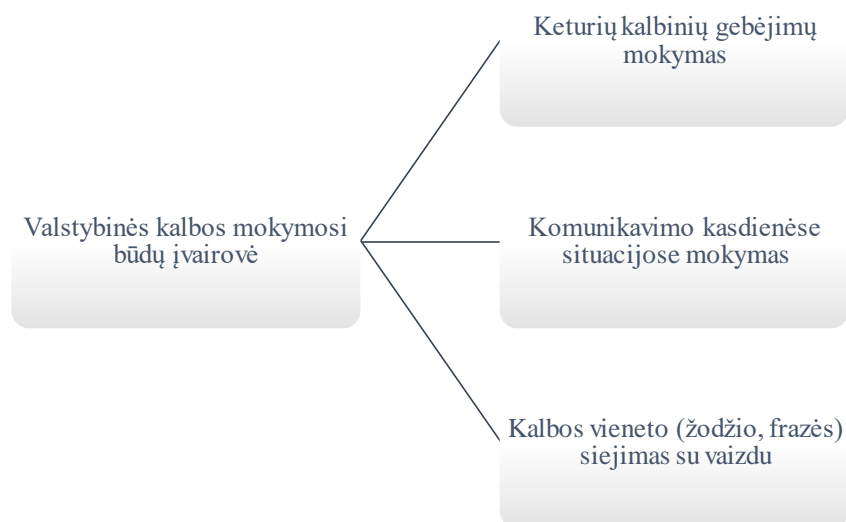 Keturių kalbinių gebėjimų
mokymas
Valstybinės kalbos mokymosi
būdų įvairovė
Komunikavimo kasdienėse
situacijose mokymas
Kalbos vieneto (žodžio, frazės)
siejimas su vaizdu